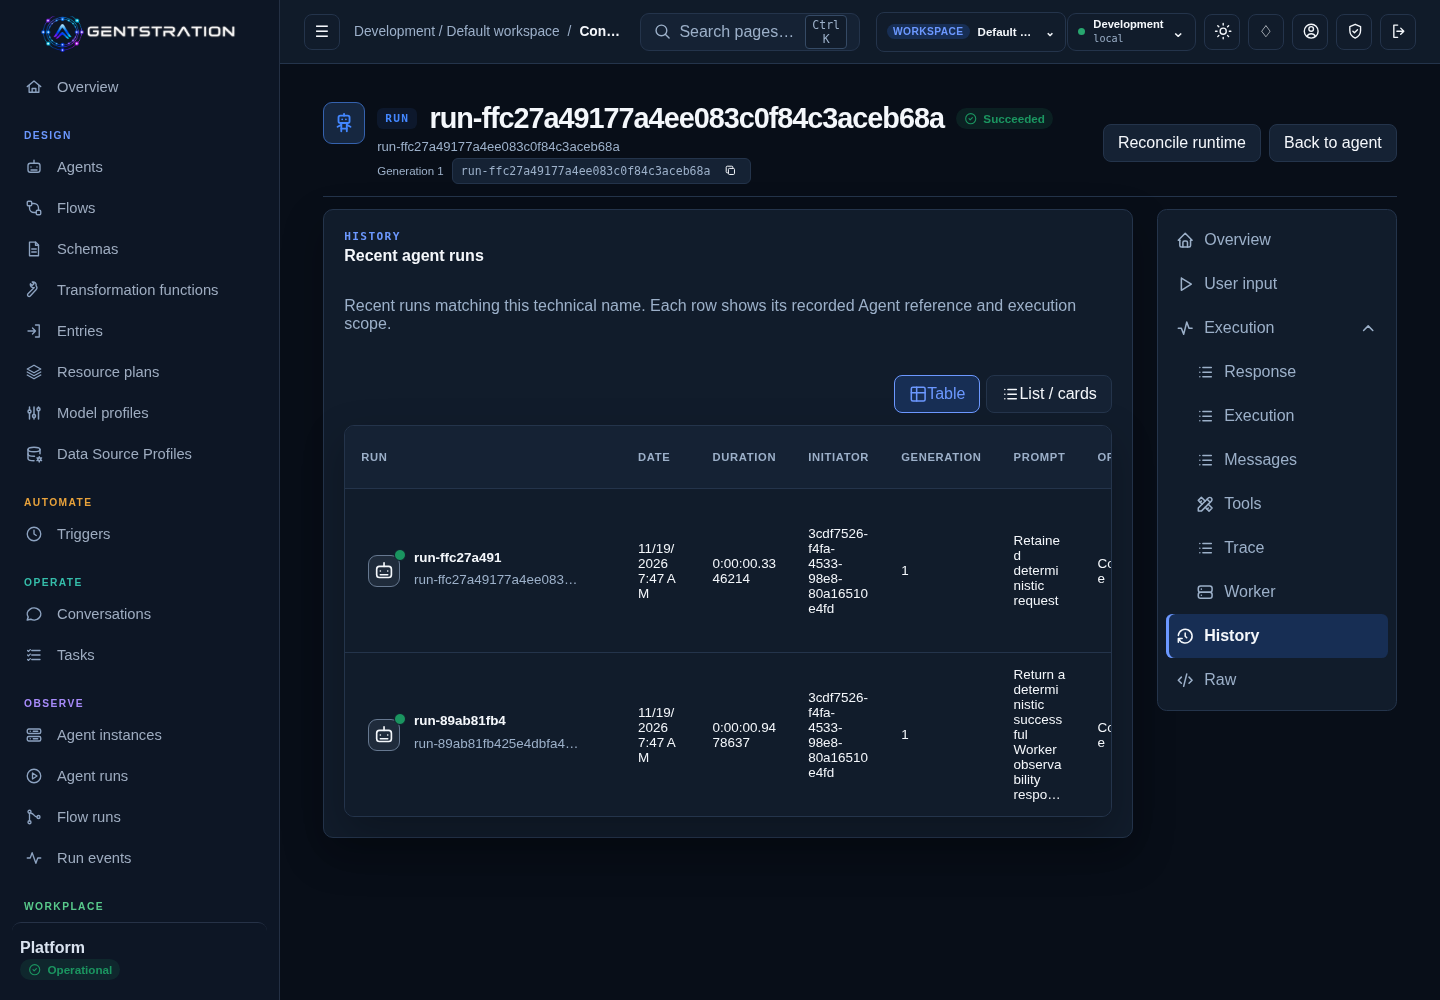 GENTSTRATION
Overview
DESIGN
Agents
Flows
Schemas
Transformation functions
Entries
Resource plans
Model profiles
Data Source Profiles
AUTOMATE
Triggers
OPERATE
Conversations
Tasks
OBSERVE
Agent instances
Agent runs
Flow runs
Run events
WORKPLACE
Platform
Operational
Development / Default workspace / Con…
Search pages…
Ctrl
K
WORKSPACE Default …
Development
local
RUN run-ffc27a49177a4ee083c0f84c3aceb68a Succeeded
run-ffc27a49177a4ee083c0f84c3aceb68a
Generation 1 run-ffc27a49177a4ee083c0f84c3aceb68a
Reconcile runtime
Back to agent
HISTORY
Recent agent runs
Recent runs matching this technical name. Each row shows its recorded Agent reference and execution
scope.
Table
List / cards
RUN DATE DURATION INITIATOR GENERATION PROMPT
run-ffc27a491
run-ffc27a49177a4ee083…
11/19/
2026
7:47 A
M
0:00:00.33
46214
3cdf7526-
f4fa-
4533-
98e8-
80a16510
e4fd
1
Retaine
d
determi
nistic
request
Co
e
run-89ab81fb4
run-89ab81fb425e4dbfa4…
11/19/
2026
7:47 A
M
0:00:00.94
78637
3cdf7526-
f4fa-
4533-
98e8-
80a16510
e4fd
1
Return a
determi
nistic
success
ful
Worker
observa
bility
respo…
Co
e
Overview
User input
Execution
Response
Execution
Messages
Tools
Trace
Worker
History
Raw